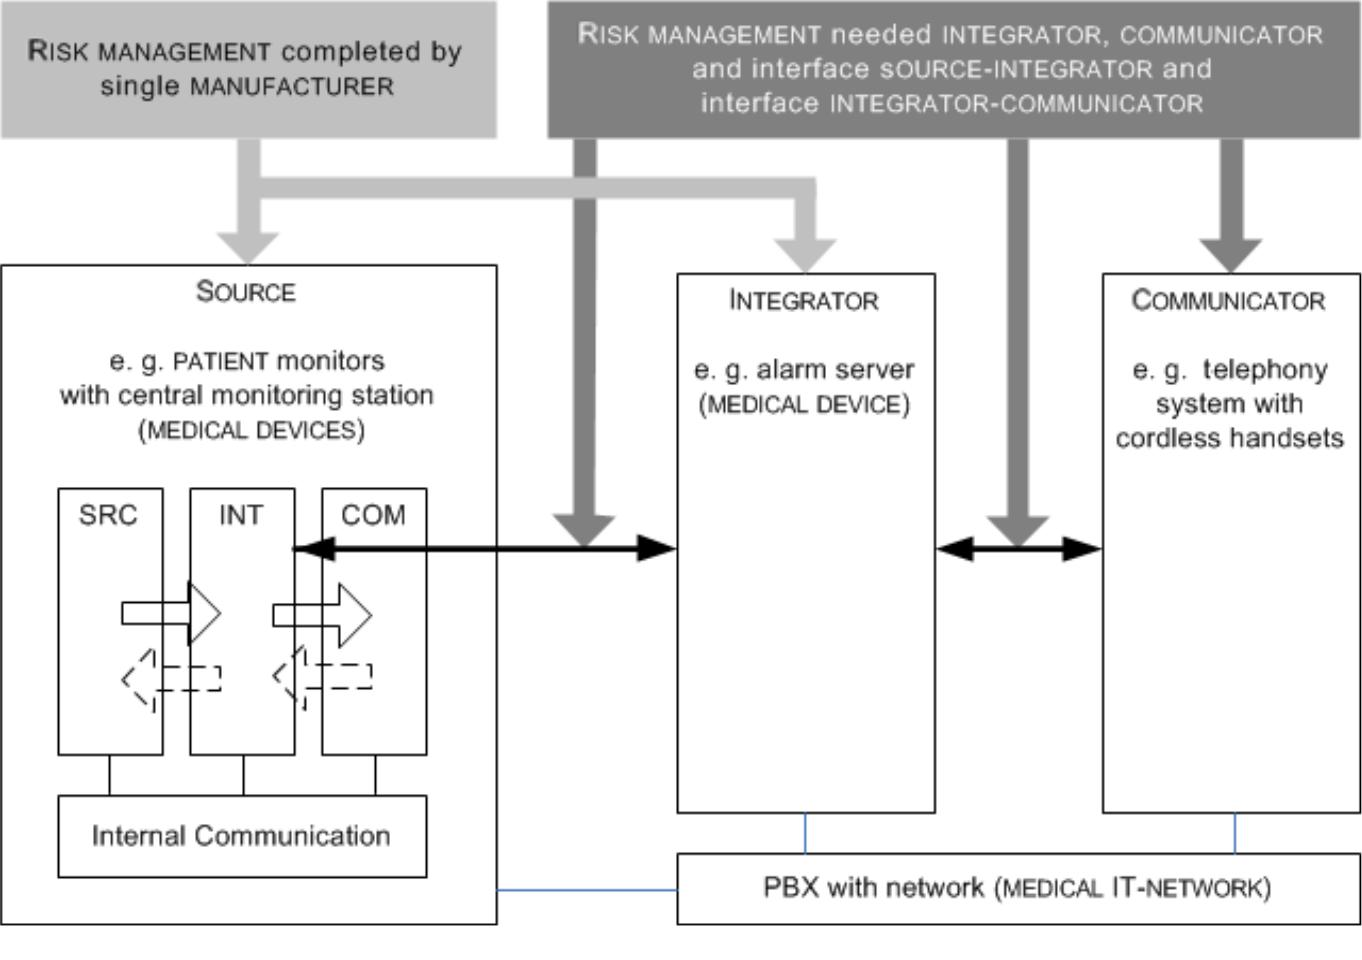 RISK MANAGEMENT completed by
single MANUFACTURER
RISK MANAGEMENT needed INTEGRATOR, COMMUNICATOR
and interface sOURCE-INTEGRATOR and
interface INTEGRATOR-COMMUNICATOR
SOURCE
e. g. PATIENT monitors
with central monitoring station
(MEDICAL DEVICES)
SRC
INT
COM
Internal Communication
INTEGRATOR
e. g. alarm server
(MEDICAL DEVICE)
COMMUNICATOR
e. g. telephony
system with
cordless handsets
PBX with network (MEDICAL IT-NETWORK)